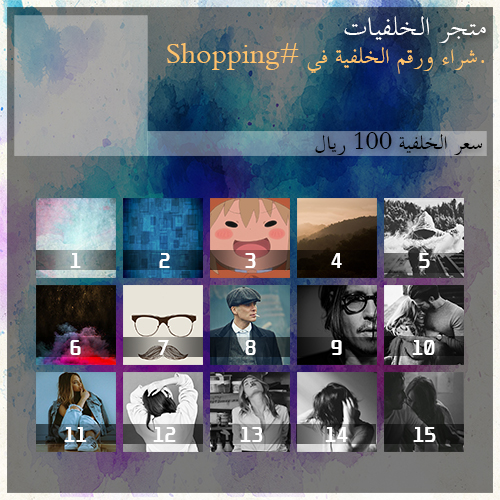 متجر الخلفيات
شراء ورقم الخلفية في #Shopping.
سعر الخلفية 100 ريال
1 2 3 4 5
6 7 8 9 10
11 12 13 14 15